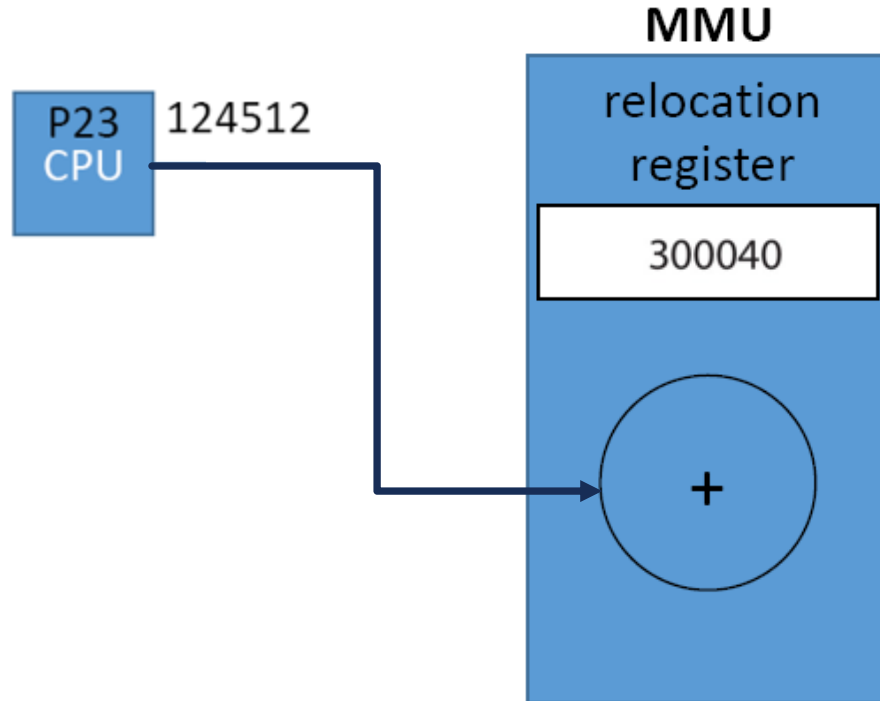 MMU
P23
CPU
124512
relocation
register
300040
+